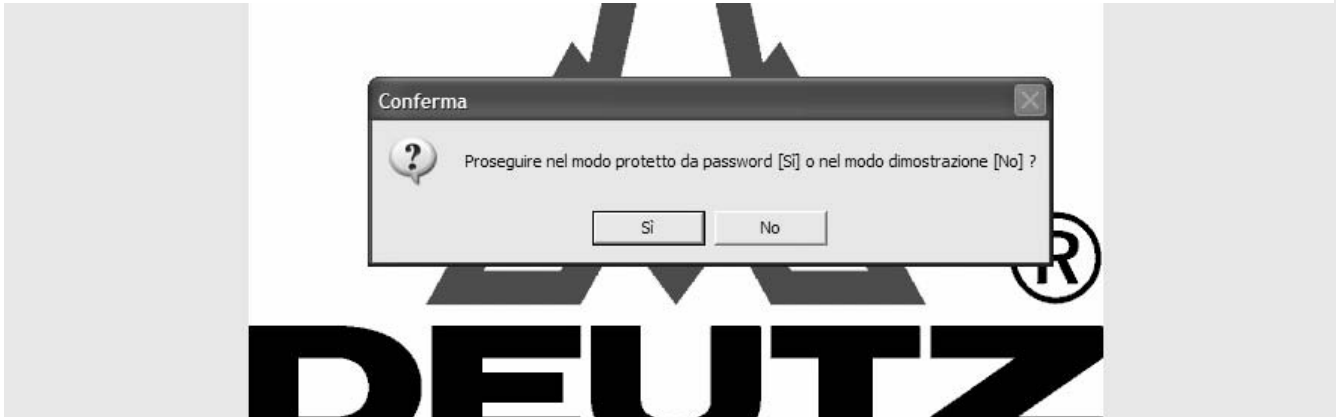 Conferma
Proseguire nel modo protetto da password [Sì] o nel modo dimostrazione [No] ?
Sì
No
®
DEUTZ